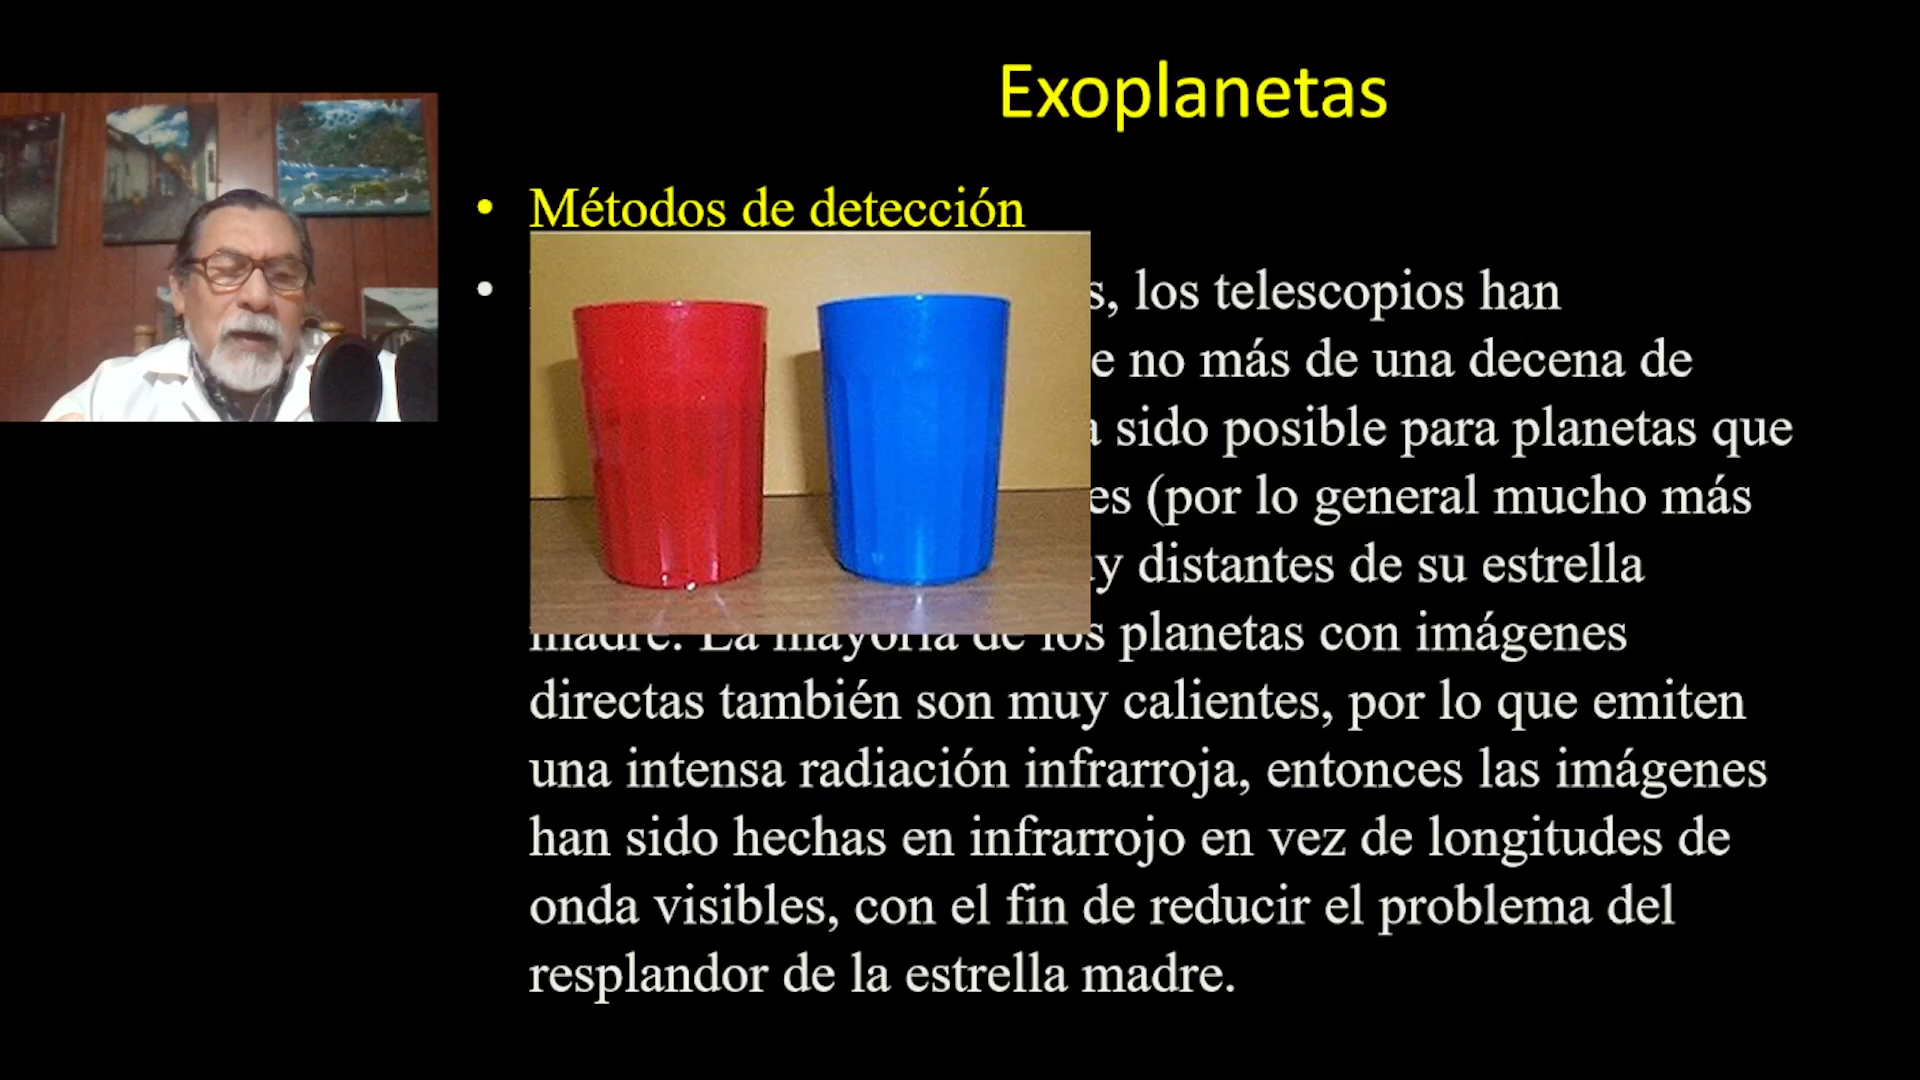 Exoplanetas
• Métodos de detección
• los telescopios han
no más de una decena de
sido posible para planetas que
(por lo general mucho más
distantes de su estrella
planetas con imágenes
directas también son muy calientes, por lo que emiten
una intensa radiación infrarroja, entonces las imágenes
han sido hechas en infrarrojo en vez de longitudes de
onda visibles, con el fin de reducir el problema del
resplandor de la estrella madre.